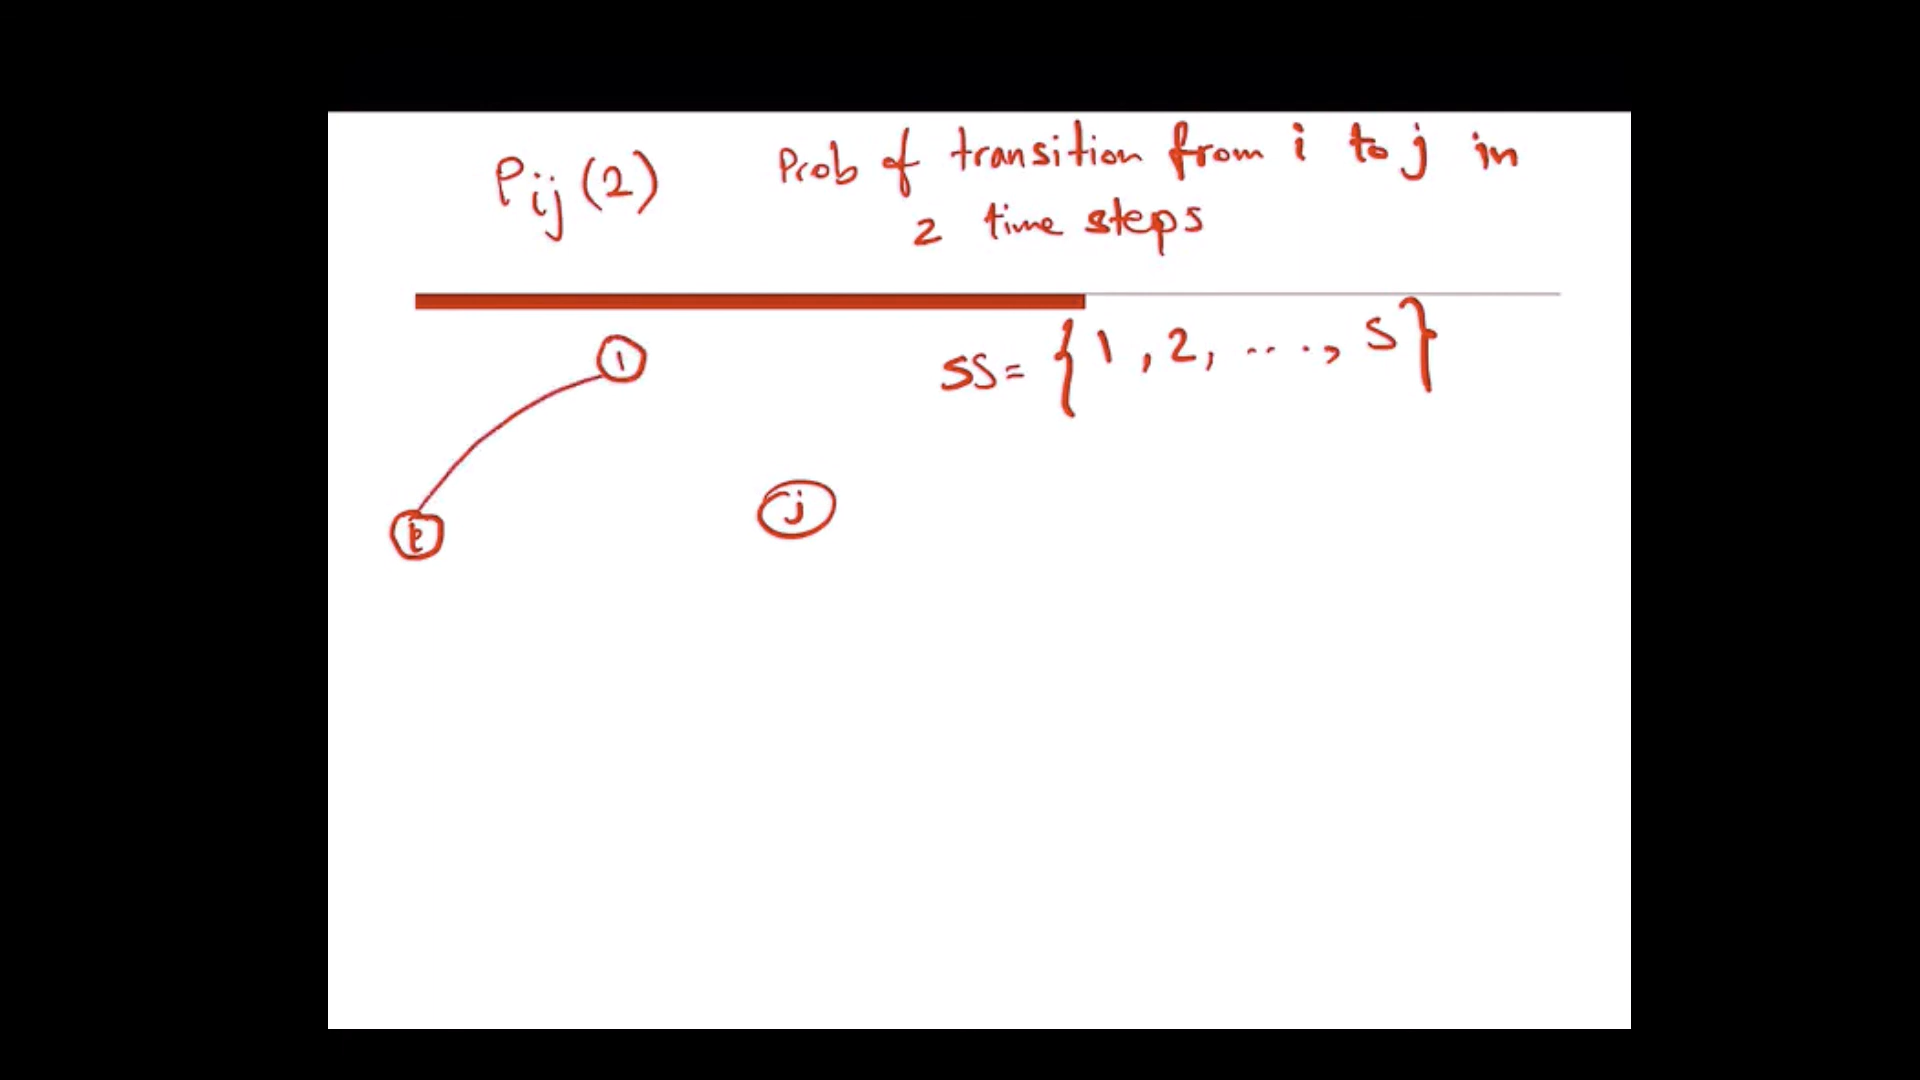 Pij (2) Prob of transition from i to j in
2 time steps
SS= {1, 2, ...., S}
1
j
i